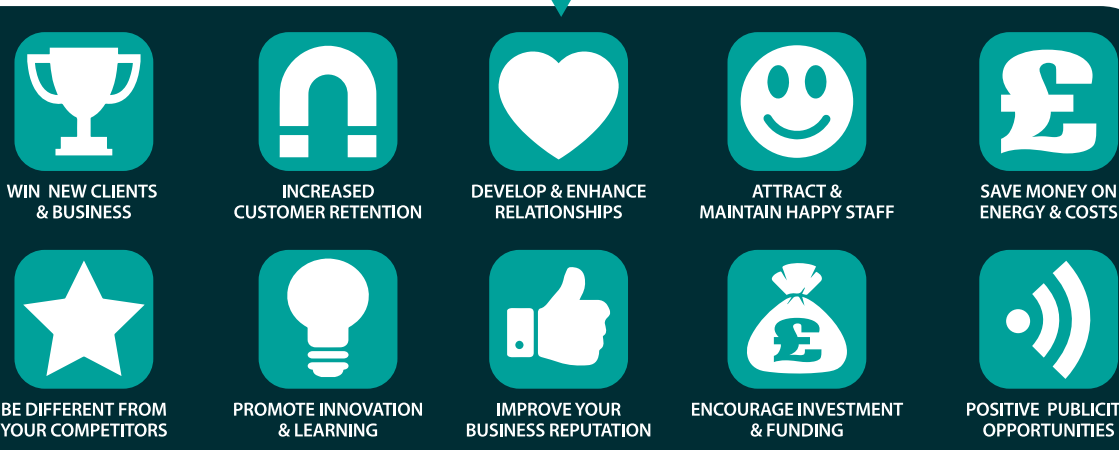 WIN NEW CLIENTS
& BUSINESS
INCREASED
CUSTOMER RETENTION
DEVELOP & ENHANCE
RELATIONSHIPS
ATTRACT &
MAINTAIN HAPPY STAFF
SAVE MONEY ON
ENERGY & COSTS
£
£
BE DIFFERENT FROM
YOUR COMPETITORS
PROMOTE INNOVATION
& LEARNING
IMPROVE YOUR
BUSINESS REPUTATION
ENCOURAGE INVESTMENT
& FUNDING
POSITIVE PUBLICIT
OPPORTUNITIES